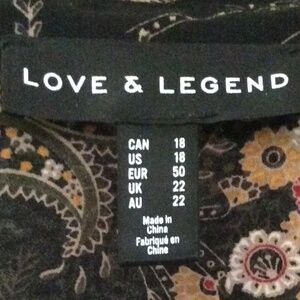 LOVE & LEGEND
CAN 18
US 18
EUR 50
UK 22
AU 22
Made in
China
Fabriqué en
Chine